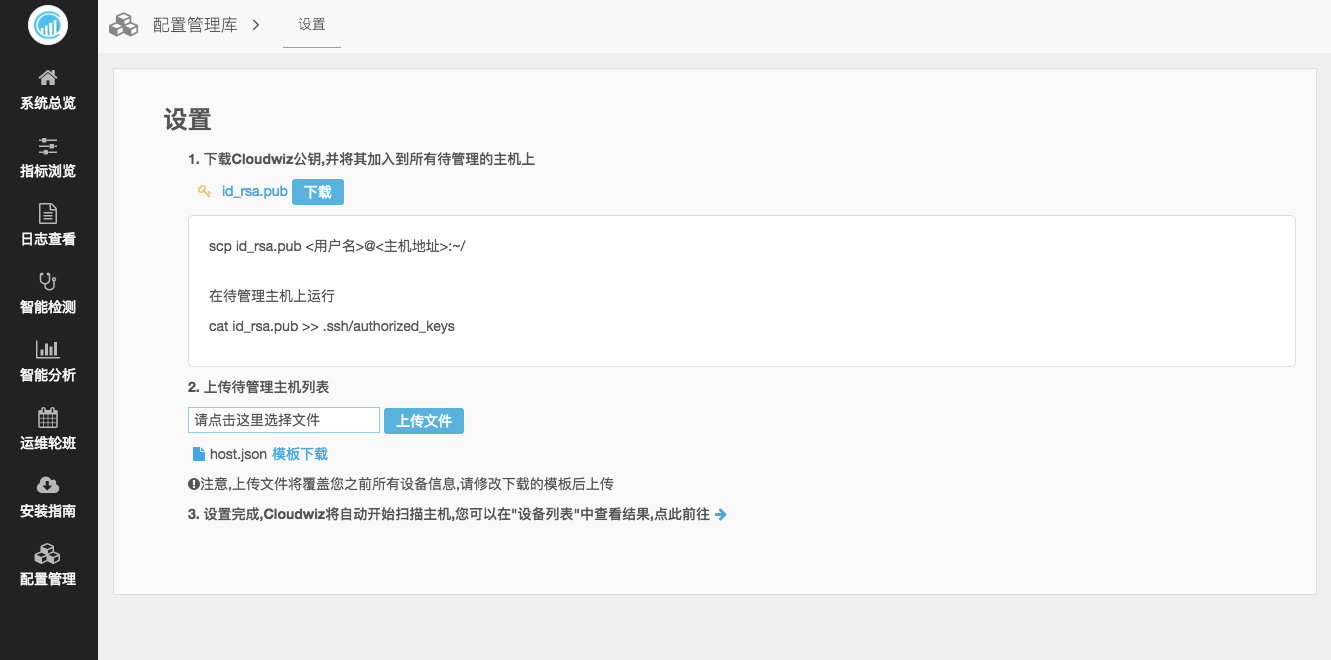 配置管理库
设置
系统总览
指标浏览
日志查看
智能检测
智能分析
运维轮班
安装指南
配置管理
设置
1. 下载Cloudwiz公钥,并将其加入到所有待管理的主机上
id_rsa.pub 下载
scp id_rsa.pub <用户名>@<主机地址>:~/
在待管理主机上运行
cat id_rsa.pub >> .ssh/authorized_keys
2. 上传待管理主机列表
请点击这里选择文件 上传文件
host.json 模板下载
注意,上传文件将覆盖您之前所有设备信息,请修改下载的模板后上传
3. 设置完成,Cloudwiz将自动开始扫描主机,您可以在"设备列表"中查看结果,点此前往